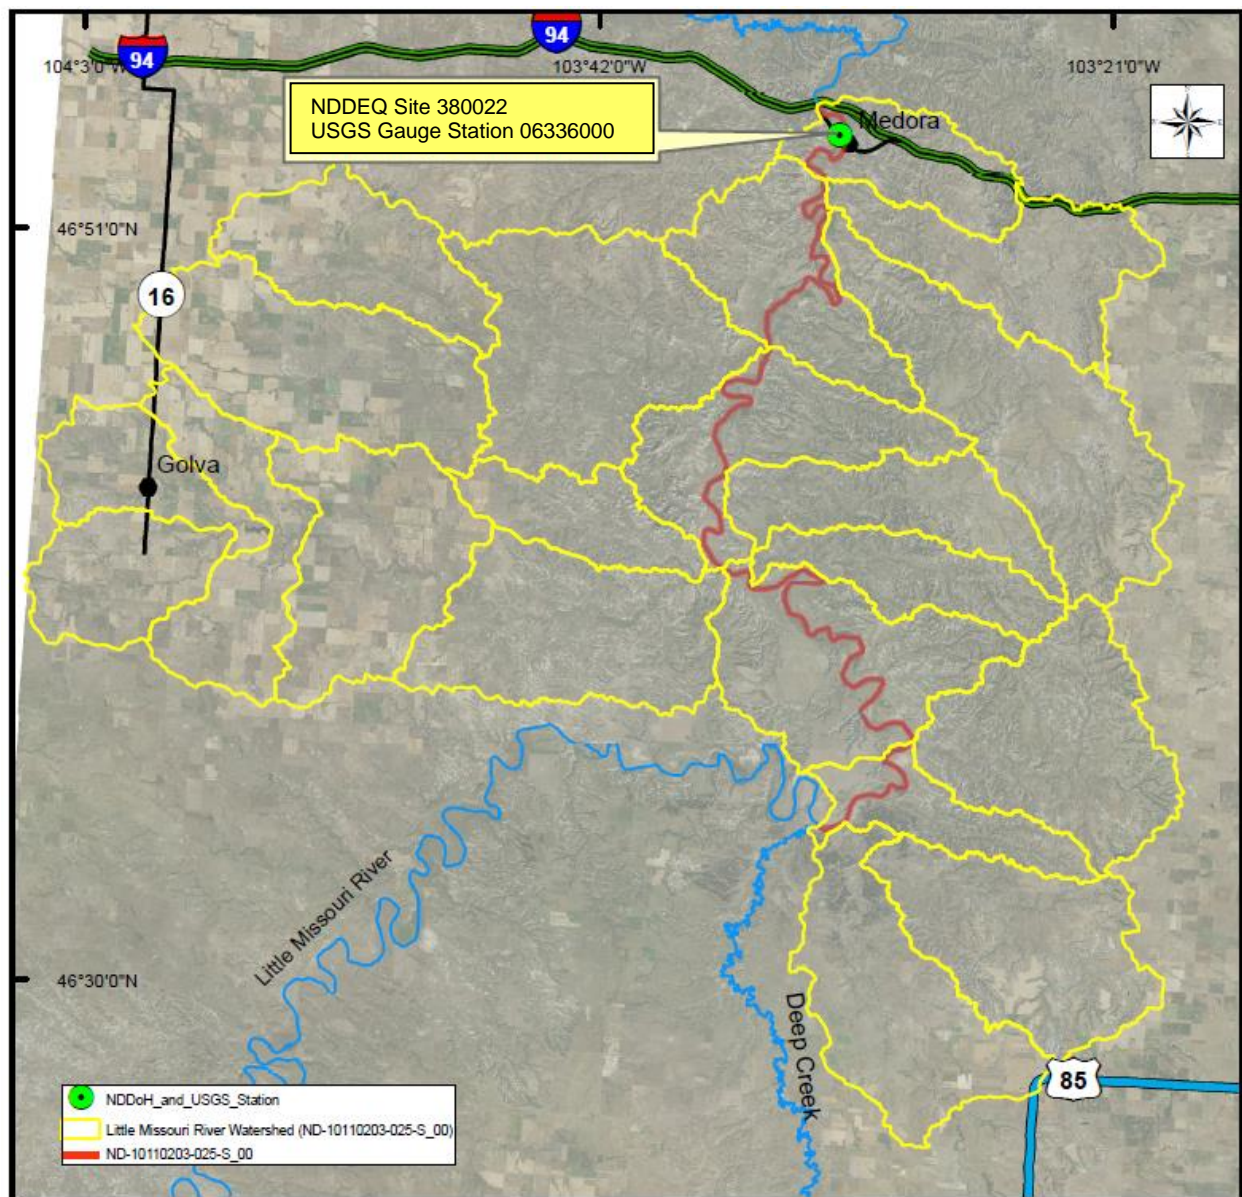 94
94
104°3'0"W
103°42'0"W
103°21'0"W
NDDEQ Site 380022
USGS Gauge Station 06336000
Medora
46°51'0"N
16
Golva
Little Missouri River
46°30'0"N
Deep Creek
85
NDDoH_and_USGS_Station
Little Missouri River Watershed (ND-10110203-025-S_00)
ND-10110203-025-S_00